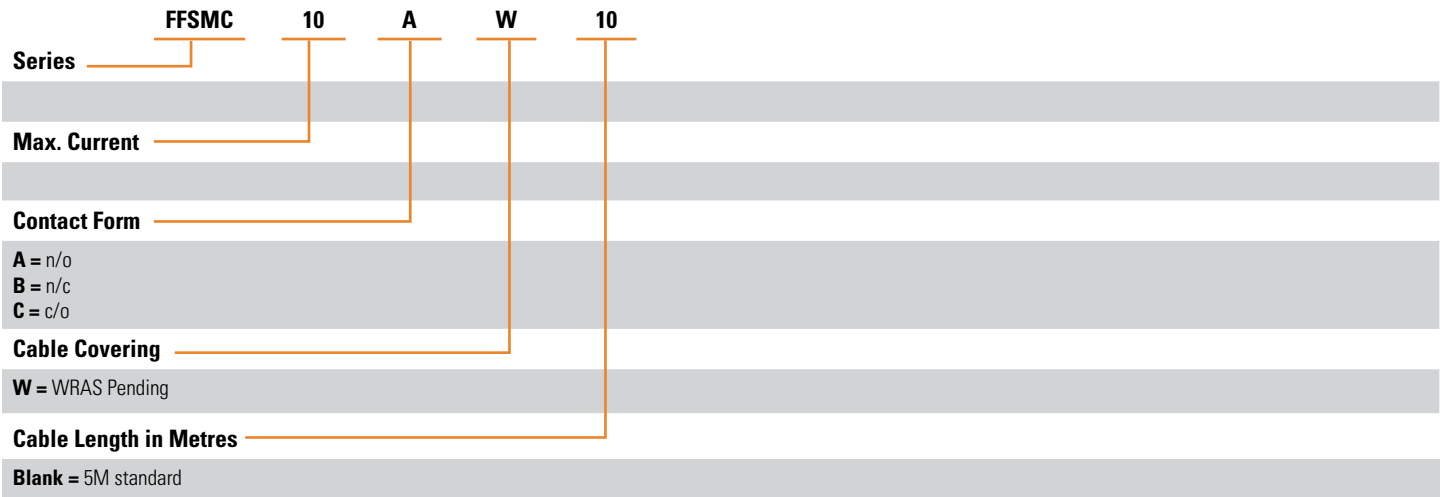 FFSMC 10 A W 10
Series
Max. Current
Contact Form
A = n/o
B = n/c
C = c/o
Cable Covering
W = WRAS Pending
Cable Length in Metres
Blank = 5M standard